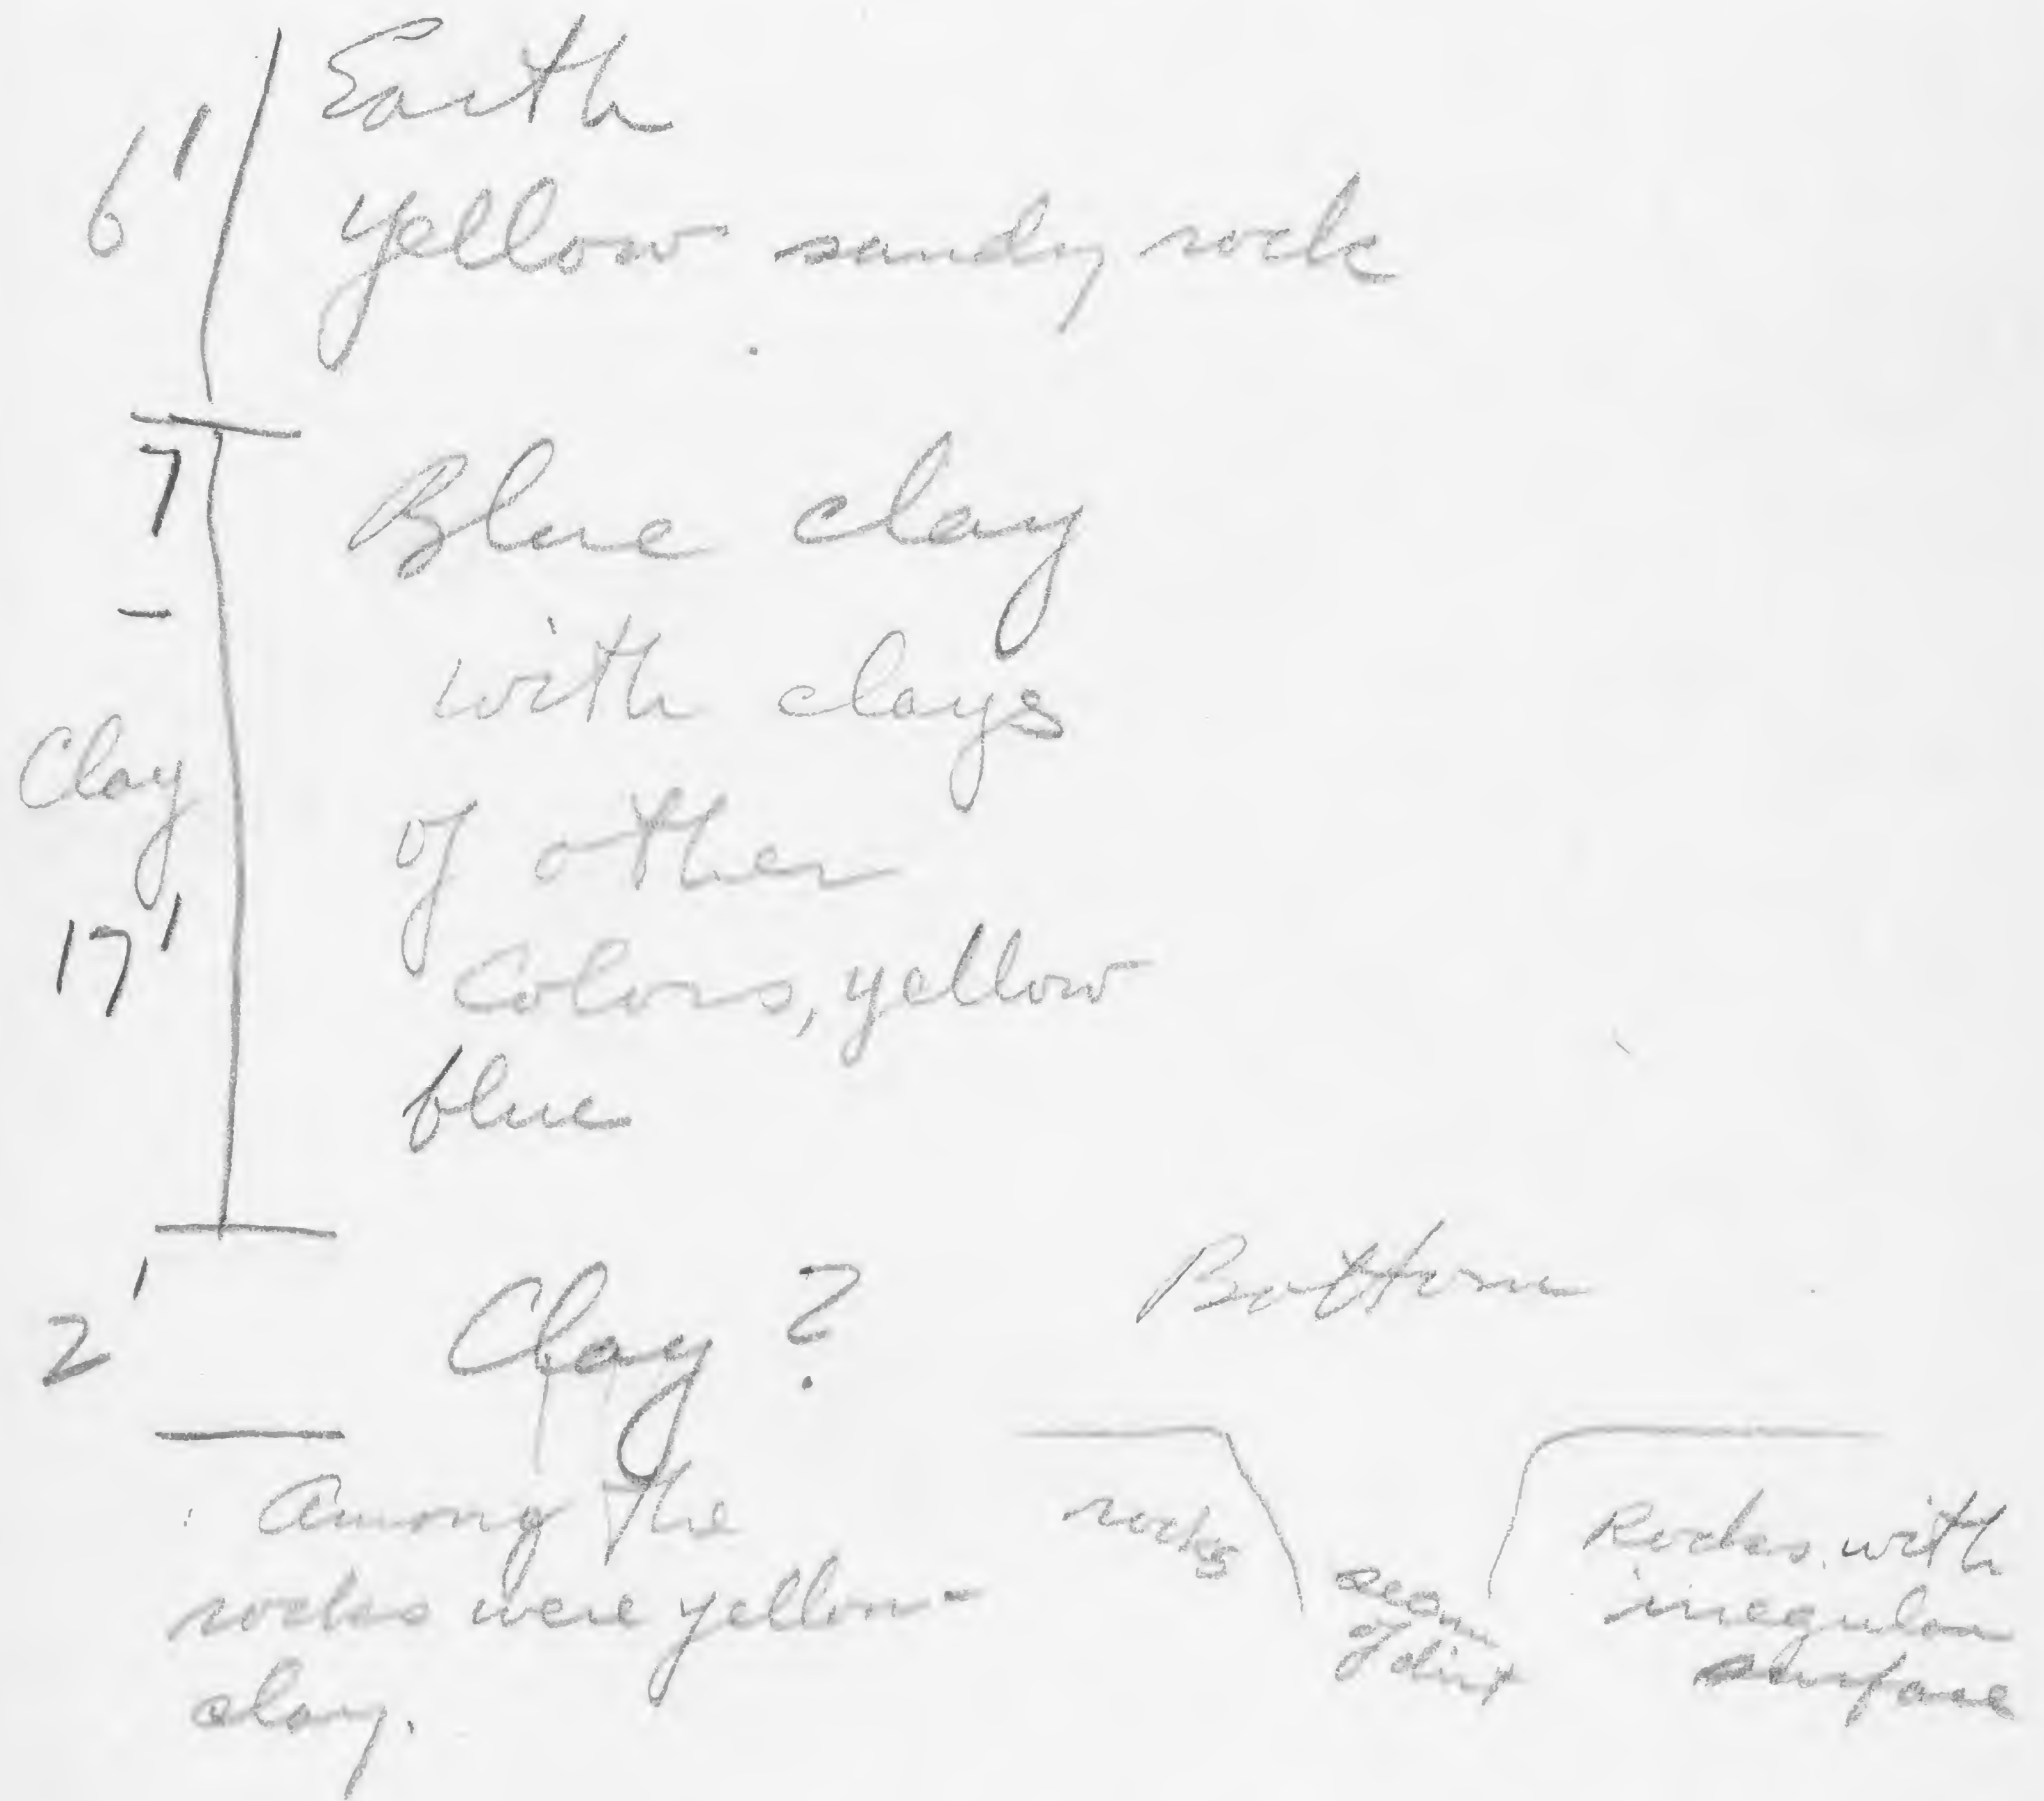 Earth
6'
yellow sandy rock
7
Blue clay
-
with clays
Clay
of other
17'
colors, yellow
blue
2'
Clay ?
Among the
rocks were yellow-
clay.
Bottom
rocks
seam
of dirt
Rocks with
irregular
surface